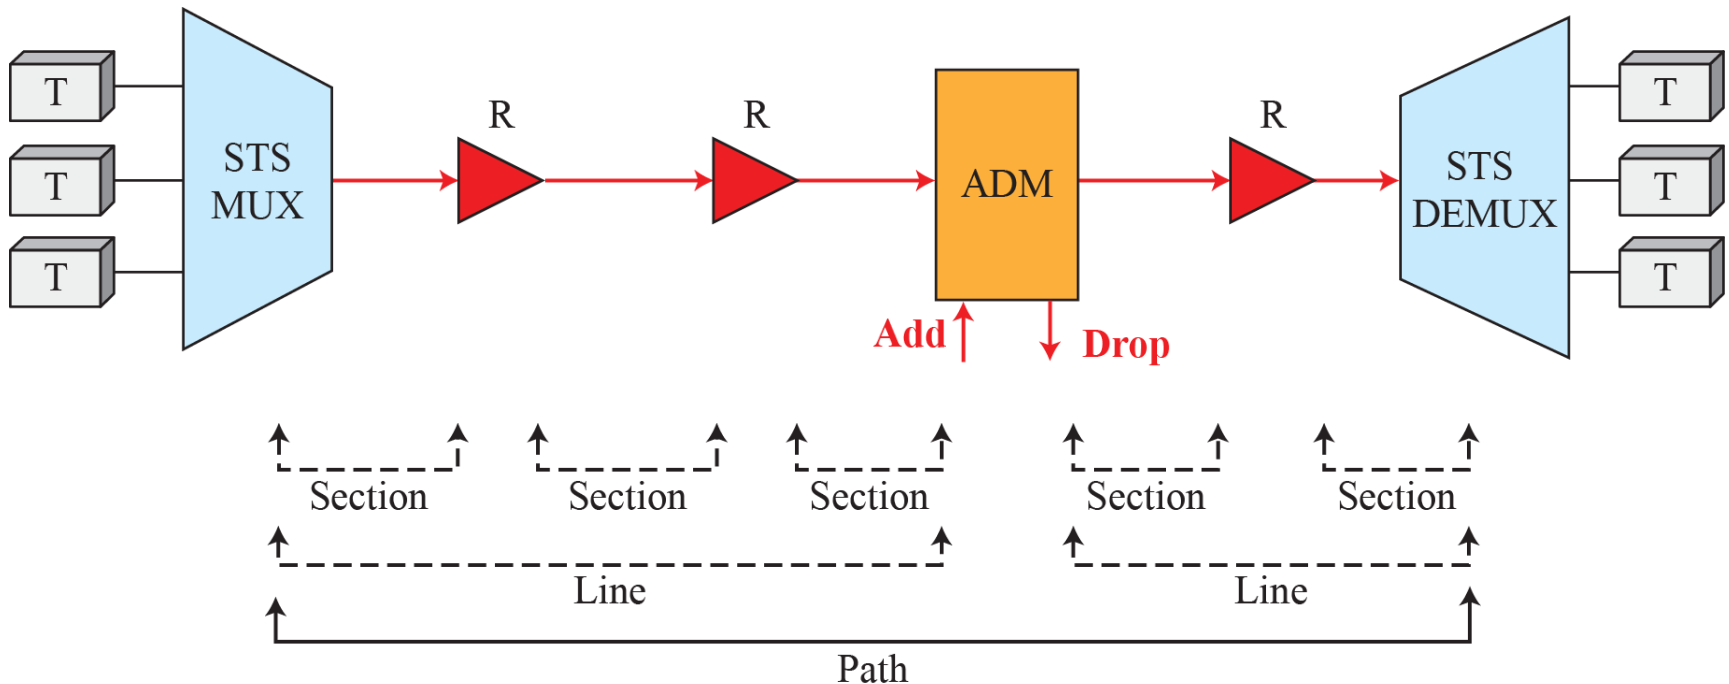 T
T
T
STS
MUX
R
R
ADM
Add
Drop
R
STS
DEMUX
T
T
T
Section
Section
Section
Section
Section
Line
Line
Path